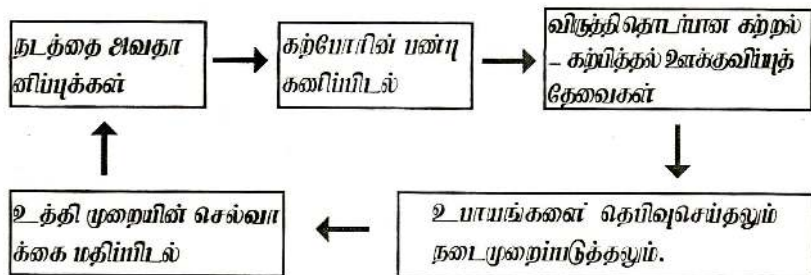 நடத்தை அவதா
னிப்புக்கள்
கற்போரின் பண்பு
கணிப்பிடல்
விருத்திதொடர்பான கற்றல்
– கற்பித்தல் ஊக்குவிப்புத்
தேவைகள்
உபாயங்களை தெரிவுசெய்தலும்
நடைமுறைப்படுத்தலும்.
உத்தி முறையின் செல்வா
க்கை மதிப்பிடல்